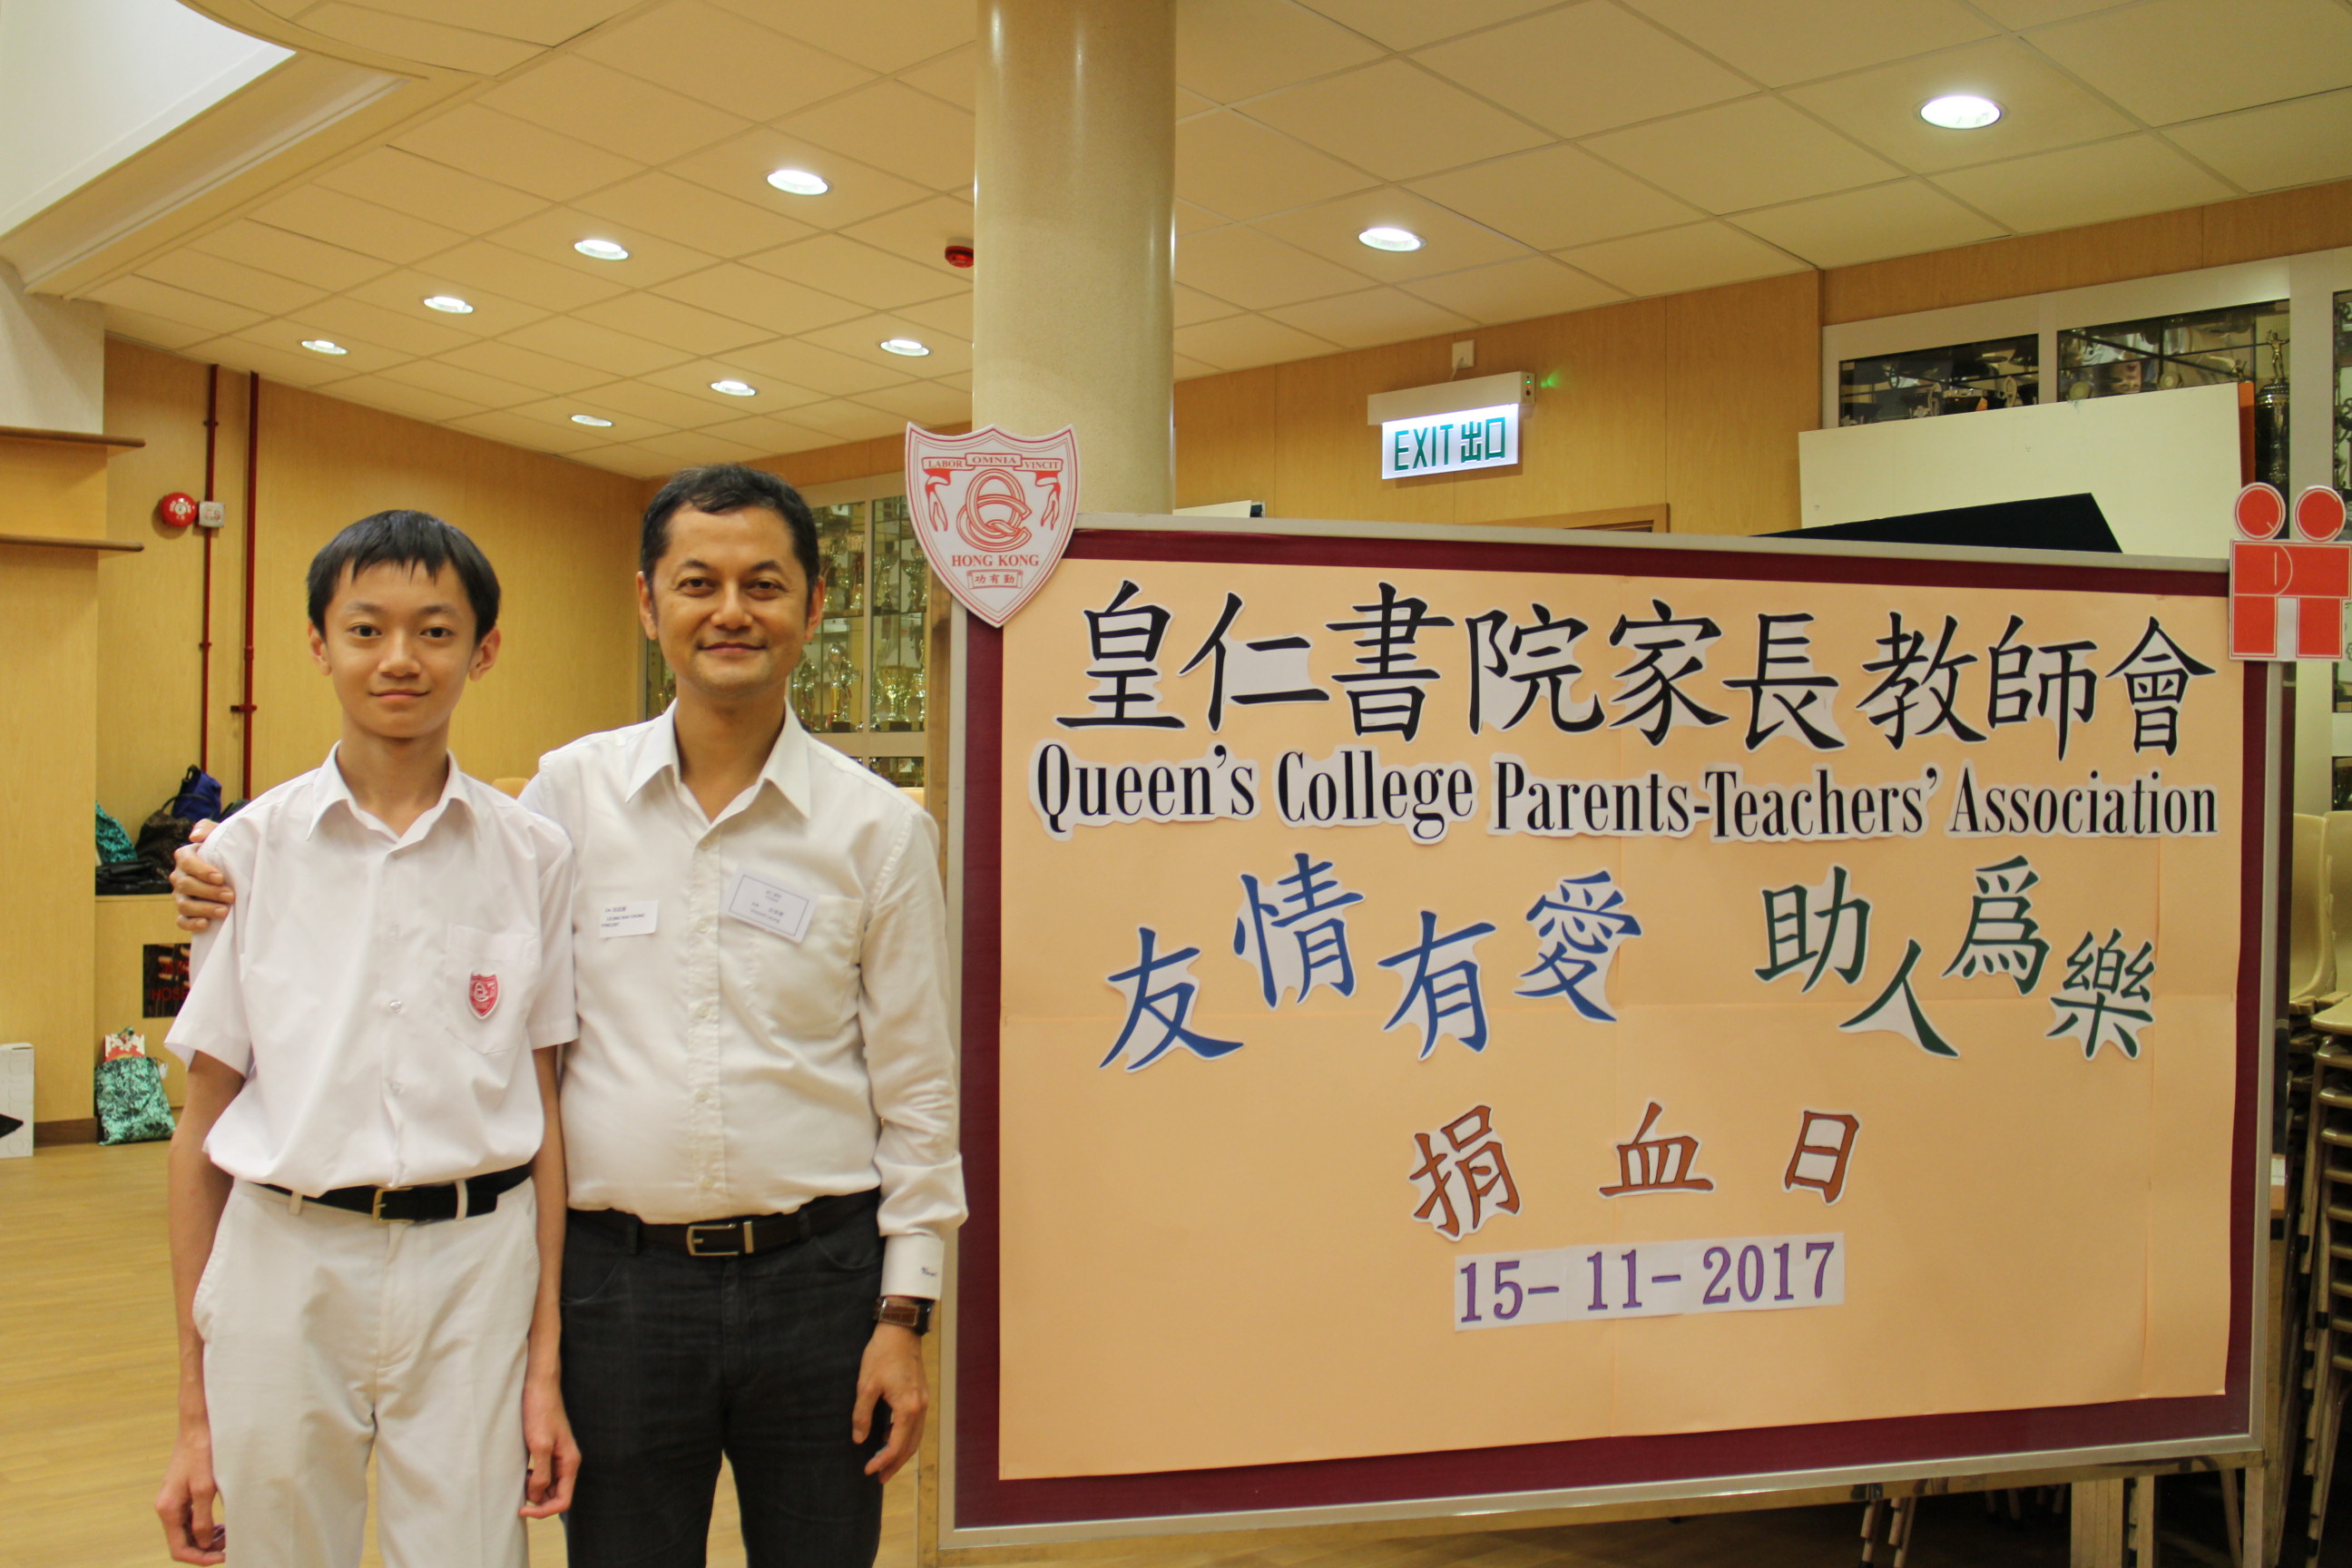 LABOR OMNIA VINCIT
HONG KONG
功有勤
EXIT 出口
皇仁書院家長教師會
Queen's College Parents-Teachers' Association
友情有愛 助人爲樂
捐血日
15-11-2017